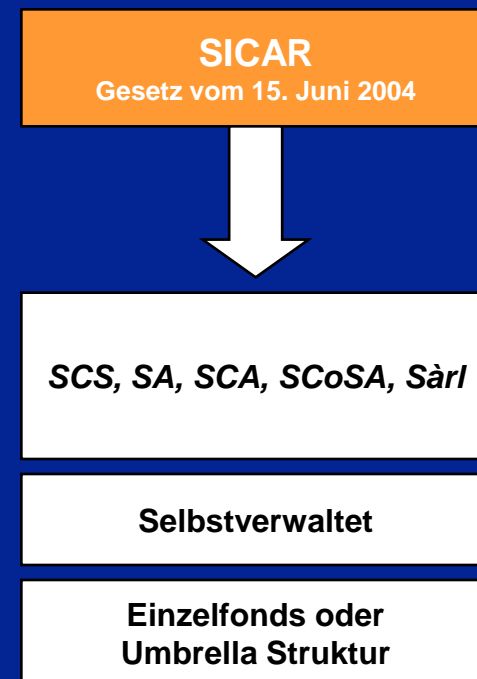 SICAR
Gesetz vom 15. Juni 2004
SCS, SA, SCA, SCoSA, Sàrl
Selbstverwaltet
Einzelfonds oder
Umbrella Struktur